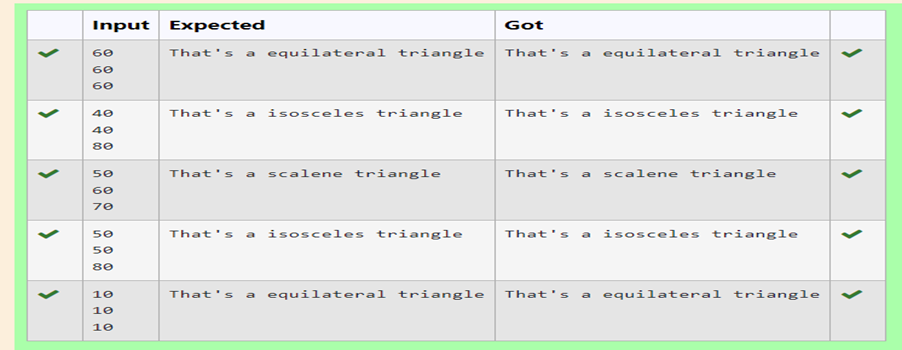 Input Expected Got
60 That's a equilateral triangle That's a equilateral triangle
60
60
40 That's a isosceles triangle That's a isosceles triangle
40
80
50 That's a scalene triangle That's a scalene triangle
60
70
50 That's a isosceles triangle That's a isosceles triangle
50
80
10 That's a equilateral triangle That's a equilateral triangle
10
10